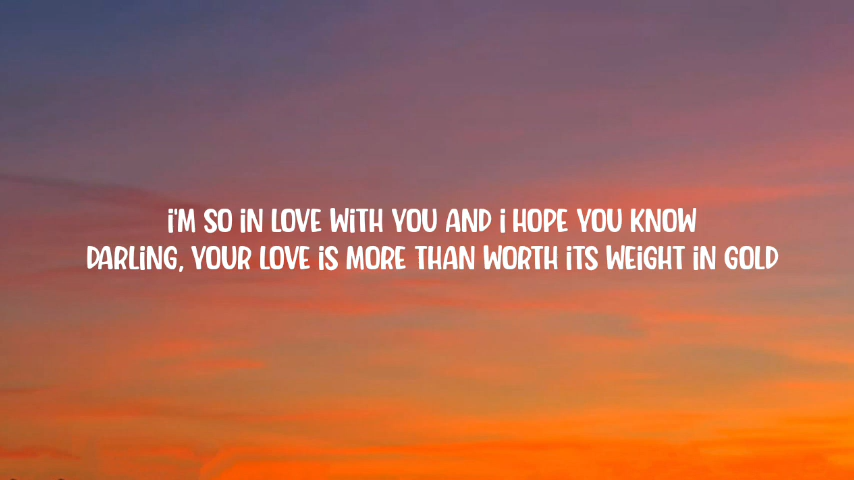 i'M SO iN LOVE WiTH YOU AND i HOPE YOU KNOW
DARLiNG, YOUR LOVE iS MORE THAN WORTH iTS WEiGHT iN GOLD